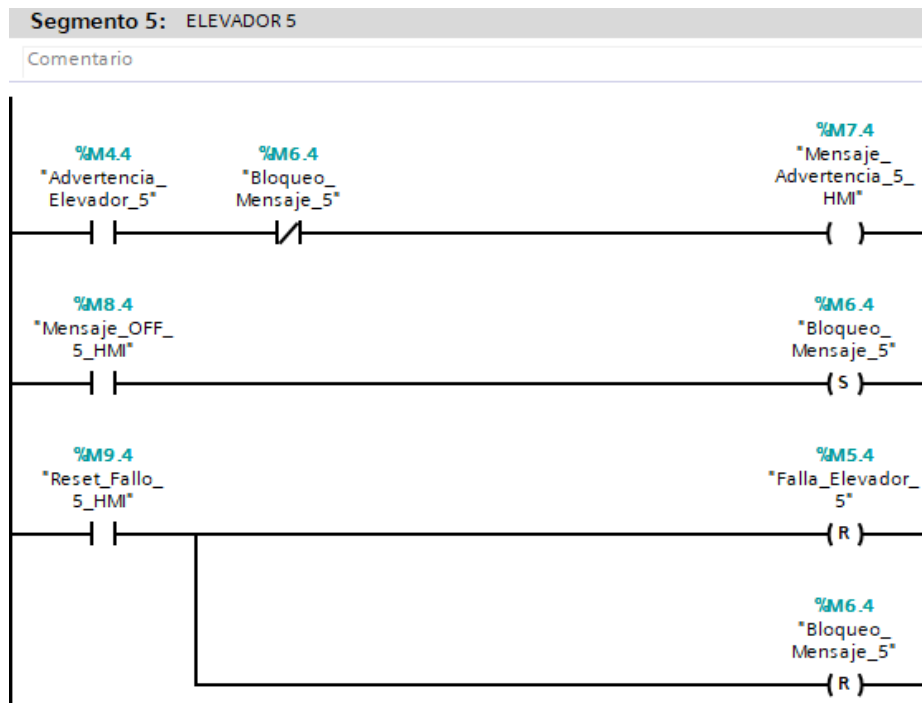 Segmento 5: ELEVADOR 5
Comentario
%M4.4
"Advertencia_
Elevador_5"
%M6.4
"Bloqueo_
Mensaje_5"
%M7.4
"Mensaje_
Advertencia_5_
HMI"
%M8.4
"Mensaje_OFF_
5_HMI"
%M6.4
"Bloqueo_
Mensaje_5"
S
%M9.4
"Reset_Fallo_
5_HMI"
%M5.4
"Falla_Elevador_
5"
R
%M6.4
"Bloqueo_
Mensaje_5"
R